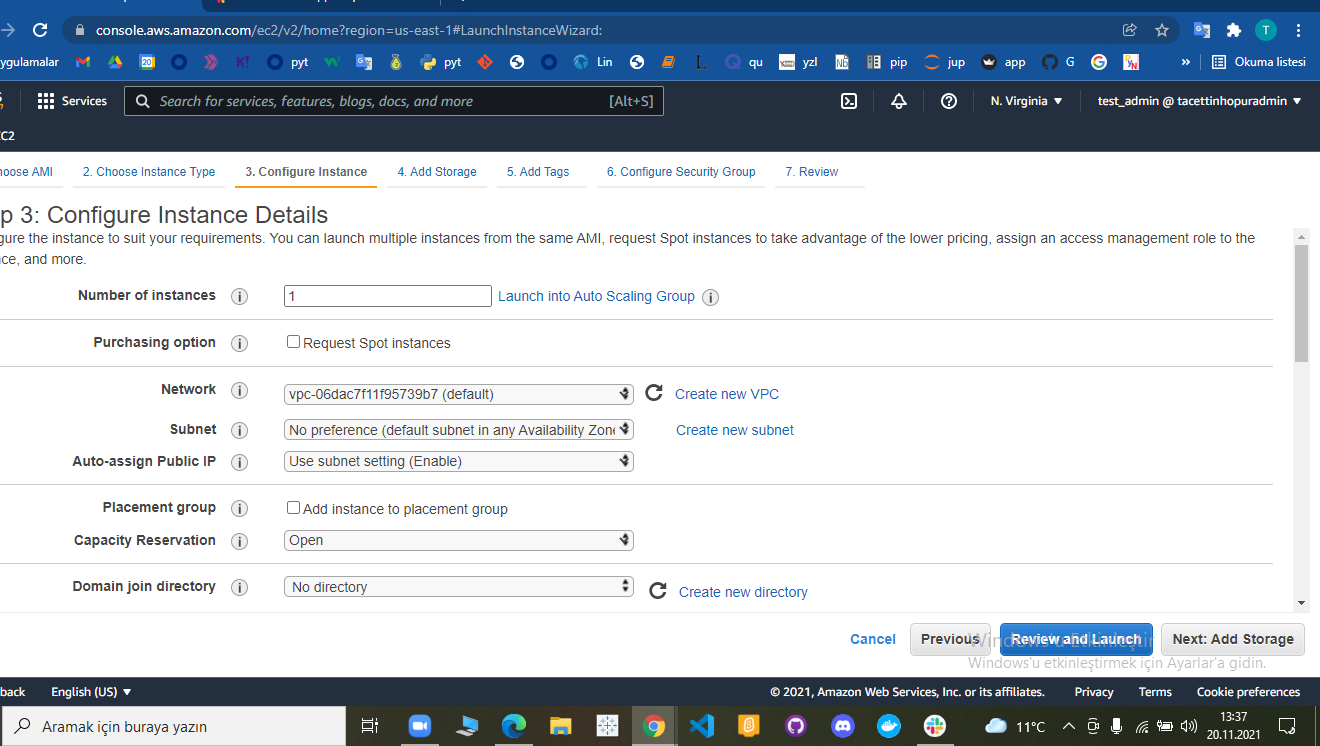 console.aws.amazon.com/ec2/v2/home?region=us-east-1#LaunchInstanceWizard:
ygulamalar 20 K! pyt pyt Lin L qu yzl pip jup app G YN » Okuma listesi
T
Services Search for services, features, blogs, docs, and more [Alt+S] N. Virginia ▼ test_admin @ tacettinhopuradmin ▼
C2
oose AMI 2. Choose Instance Type 3. Configure Instance 4. Add Storage 5. Add Tags 6. Configure Security Group 7. Review
p 3: Configure Instance Details
gure the instance to suit your requirements. You can launch multiple instances from the same AMI, request Spot instances to take advantage of the lower pricing, assign an access management role to the
ce, and more.
Number of instances i 1 Launch into Auto Scaling Group i
Purchasing option i Request Spot instances
Network i vpc-06dac7f11f95739b7 (default) Create new VPC
Subnet i No preference (default subnet in any Availability Zone Create new subnet
Auto-assign Public IP i Use subnet setting (Enable)
Placement group i Add instance to placement group
Capacity Reservation i Open
Domain join directory i No directory Create new directory
Cancel Previous Review and Launch Next: Add Storage
Windows'u Etkinleştir
Windows'u etkinleştirmek için Ayarlar'a gidin.
back English (US) ▼ © 2021, Amazon Web Services, Inc. or its affiliates. Privacy Terms Cookie preferences
Aramak için buraya yazın 11°C 13:37
20.11.2021